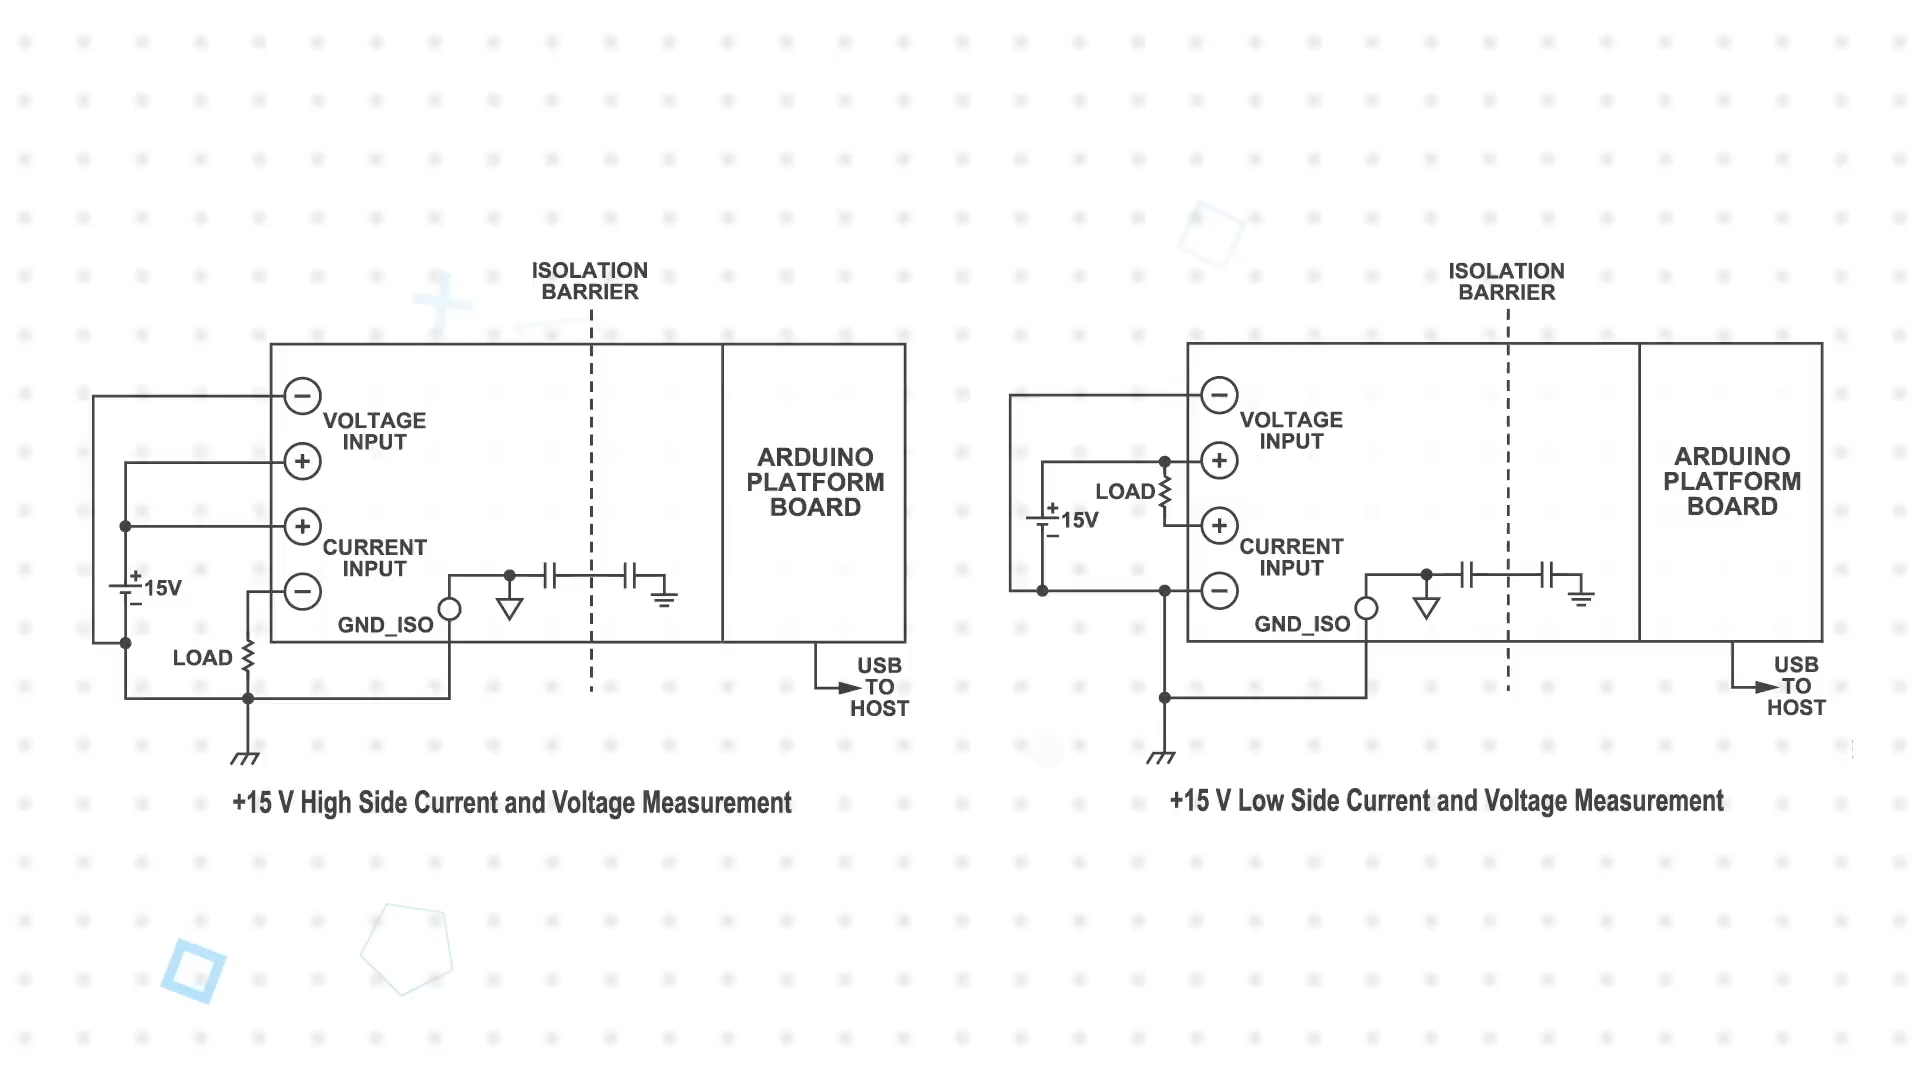 ISOLATION
BARRIER
−
VOLTAGE
INPUT
+
+
CURRENT
INPUT
−
GND_ISO
+
15V
−
LOAD
ARDUINO
PLATFORM
BOARD
USB
TO
HOST
+15 V High Side Current and Voltage Measurement
ISOLATION
BARRIER
−
VOLTAGE
INPUT
+
LOAD
+
15V
−
+
CURRENT
INPUT
−
GND_ISO
ARDUINO
PLATFORM
BOARD
USB
TO
HOST
+15 V Low Side Current and Voltage Measurement